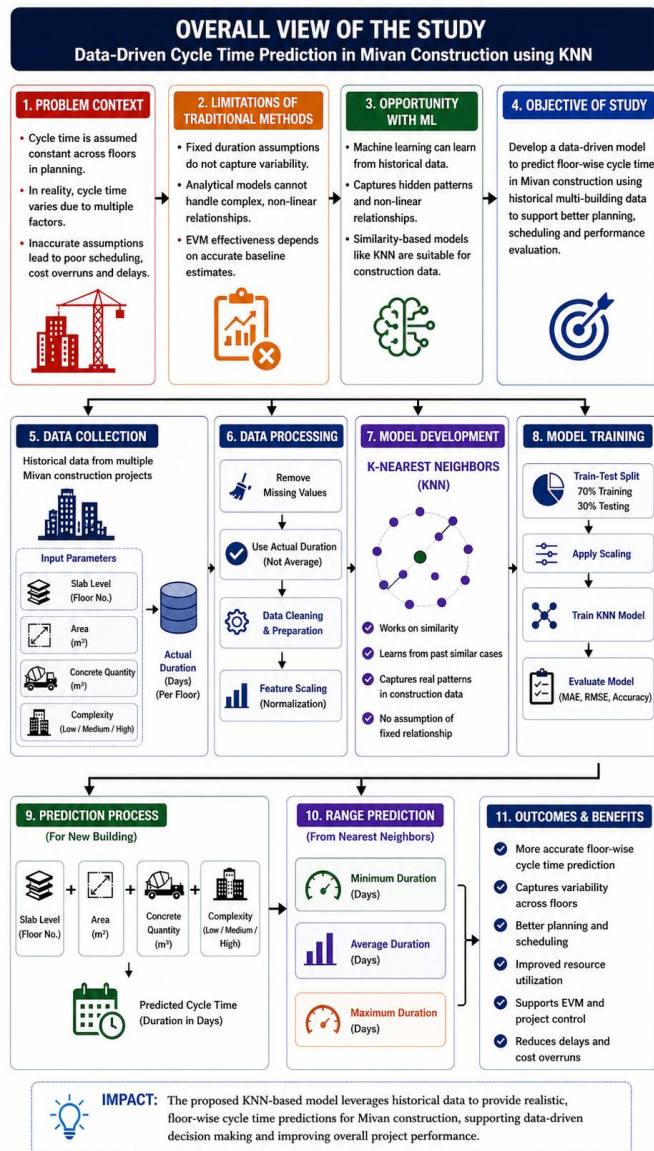 OVERALL VIEW OF THE STUDY
Data-Driven Cycle Time Prediction in Mivan Construction using KNN
1. PROBLEM CONTEXT
• Cycle time is assumed
constant across floors
in planning.
• In reality, cycle time
varies due to multiple
factors.
• Inaccurate assumptions
lead to poor scheduling,
cost overruns and delays.
2. LIMITATIONS OF
TRADITIONAL METHODS
• Fixed duration assumptions
do not capture variability.
• Analytical models cannot
handle complex, non-linear
relationships.
• EVM effectiveness depends
on accurate baseline
estimates.
3. OPPORTUNITY
WITH ML
• Machine learning can learn
from historical data.
• Captures hidden patterns
and non-linear
relationships.
• Similarity-based models
like KNN are suitable for
construction data.
4. OBJECTIVE OF STUDY
Develop a data-driven model
to predict floor-wise cycle time
in Mivan construction using
historical multi-building data
to support better planning,
scheduling and performance
evaluation.
5. DATA COLLECTION
Historical data from multiple
Mivan construction projects
Input Parameters
Slab Level
(Floor No.)
Area
(m²)
Concrete Quantity
(m³)
Complexity
(Low / Medium / High)
Actual
Duration
(Days)
(Per Floor)
6. DATA PROCESSING
Remove
Missing Values
Use Actual Duration
(Not Average)
Data Cleaning
& Preparation
Feature Scaling
(Normalization)
7. MODEL DEVELOPMENT
K-NEAREST NEIGHBORS
(KNN)
Works on similarity
Learns from past similar cases
Captures real patterns
in construction data
No assumption of
fixed relationship
8. MODEL TRAINING
Train-Test Split
70% Training
30% Testing
Apply Scaling
Train KNN Model
Evaluate Model
(MAE, RMSE, Accuracy)
9. PREDICTION PROCESS
(For New Building)
Slab Level
(Floor No.)
+
Area
(m²)
+
Concrete
Quantity
(m³)
+
Complexity
(Low / Medium /
High)
Predicted Cycle Time
(Duration in Days)
10. RANGE PREDICTION
(From Nearest Neighbors)
Minimum Duration
(Days)
Average Duration
(Days)
Maximum Duration
(Days)
11. OUTCOMES & BENEFITS
More accurate floor-wise
cycle time prediction
Captures variability
across floors
Better planning and
scheduling
Improved resource
utilization
Supports EVM and
project control
Reduces delays and
cost overruns
IMPACT: The proposed KNN-based model leverages historical data to provide realistic,
floor-wise cycle time predictions for Mivan construction, supporting data-driven
decision making and improving overall project performance.